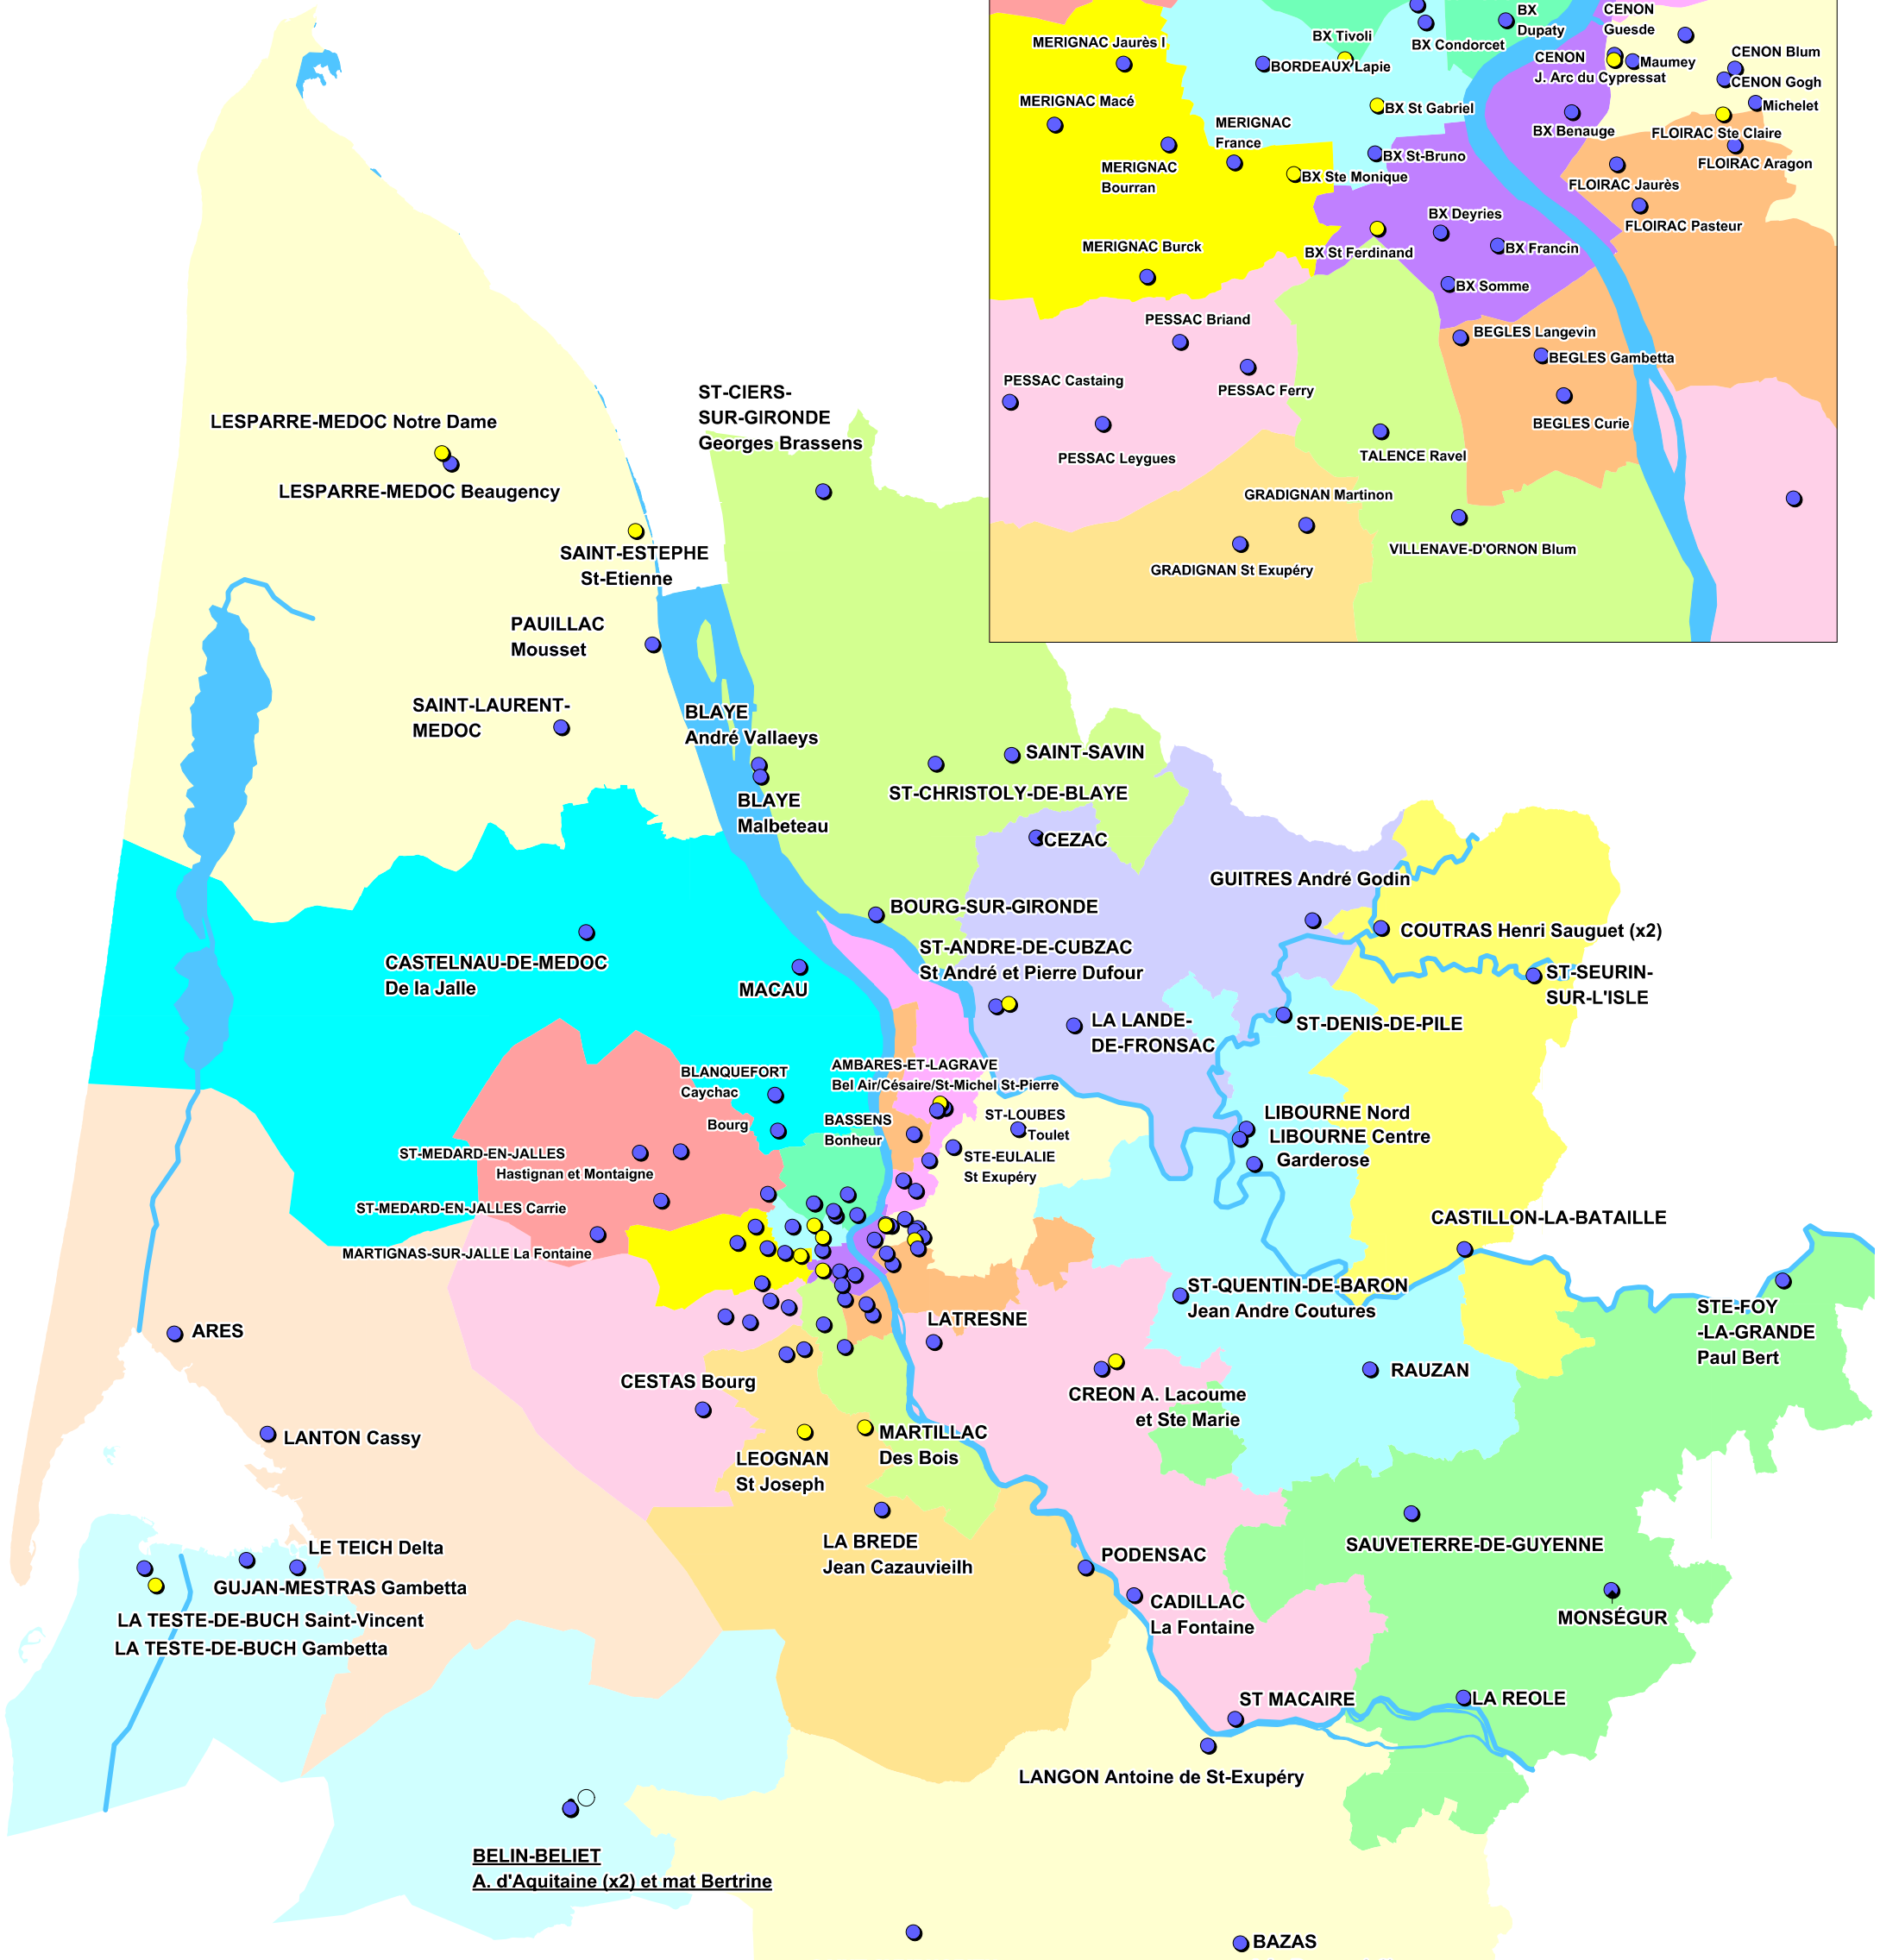 MERIGNAC Jaurès I
BX Tivoli
BX Condorcet
BX
Dupaty
CENON
Guesde
BORDEAUX Lapie
CENON
J. Arc du Cypressat
Maumey
CENON Blum
CENON Gogh
Michelet
MERIGNAC Macé
BX St Gabriel
MERIGNAC
France
BX Benauge
FLOIRAC Ste Claire
FLOIRAC Aragon
MERIGNAC
Bourran
BX St-Bruno
BX Ste Monique
FLOIRAC Jaurès
FLOIRAC Pasteur
BX Deyries
MERIGNAC Burck
BX St Ferdinand
BX Francin
BX Somme
PESSAC Briand
BEGLES Langevin
BEGLES Gambetta
PESSAC Castaing
PESSAC Ferry
BEGLES Curie
PESSAC Leygues
TALENCE Ravel
GRADIGNAN Martinon
VILLENAVE-D'ORNON Blum
GRADIGNAN St Exupéry
ST-CIERS-
SUR-GIRONDE
Georges Brassens
LESPARRE-MEDOC Notre Dame
LESPARRE-MEDOC Beaugency
SAINT-ESTEPHE
St-Etienne
PAUILLAC
Mousset
SAINT-LAURENT-
MEDOC
BLAYE
André Vallaeys
BLAYE
Malbeteau
SAINT-SAVIN
ST-CHRISTOLY-DE-BLAYE
CEZAC
GUITRES André Godin
BOURG-SUR-GIRONDE
COUTRAS Henri Sauguet (x2)
ST-ANDRE-DE-CUBZAC
St André et Pierre Dufour
CASTELNAU-DE-MEDOC
De la Jalle
MACAU
ST-SEURIN-
SUR-L'ISLE
LA LANDE-
DE-FRONSAC
ST-DENIS-DE-PILE
BLANQUEFORT
Caychac
Bourg
AMBARES-ET-LAGRAVE
Bel Air/Césaire/St-Michel St-Pierre
BASSENS
Bonheur
ST-LOUBES
Toulet
STE-EULALIE
St Exupéry
LIBOURNE Nord
LIBOURNE Centre
Garderose
ST-MEDARD-EN-JALLES
Hastignan et Montaigne
ST-MEDARD-EN-JALLES Carrie
MARTIGNAS-SUR-JALLE La Fontaine
CASTILLON-LA-BATAILLE
ST-QUENTIN-DE-BARON
Jean Andre Coutures
STE-FOY
-LA-GRANDE
Paul Bert
LATRESNE
ARES
RAUZAN
CESTAS Bourg
CREON A. Lacoume
et Ste Marie
LANTON Cassy
MARTILLAC
Des Bois
LEOGNAN
St Joseph
LA BREDE
Jean Cazauvieilh
SAUVETERRE-DE-GUYENNE
LE TEICH Delta
GUJAN-MESTRAS Gambetta
LA TESTE-DE-BUCH Saint-Vincent
LA TESTE-DE-BUCH Gambetta
PODENSAC
CADILLAC
La Fontaine
MONSÉGUR
ST MACAIRE
LA REOLE
LANGON Antoine de St-Exupéry
BELIN-BELIET
A. d'Aquitaine (x2) et mat Bertrine
BAZAS